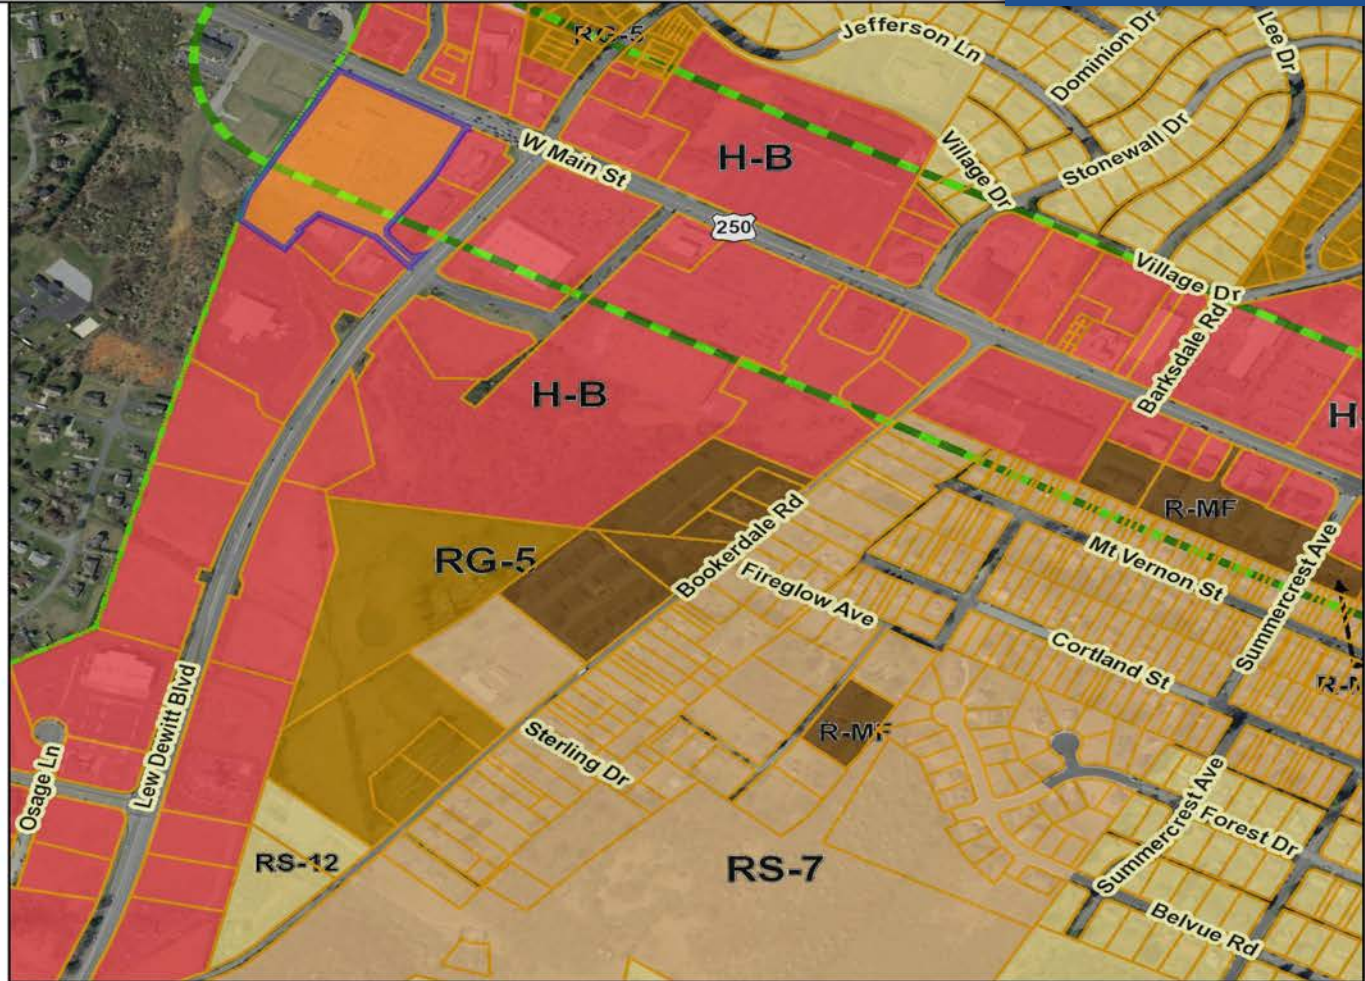 RG-5
Jefferson Ln
Dominion Dr
Lee Dr
W Main St
H-B
Village Dr
Stonewall Dr
250
Village Dr
Barksdale Rd
H-B
H
R-MF
RG-5
Bookerdale Rd
Fireglow Ave
Mt Vernon St
Summercrest Ave
Cortland St
R-M
Lew Dewitt Blvd
Osage Ln
Sterling Dr
R-MF
Summercrest Ave
Forest Dr
RS-12
RS-7
Belvue Rd